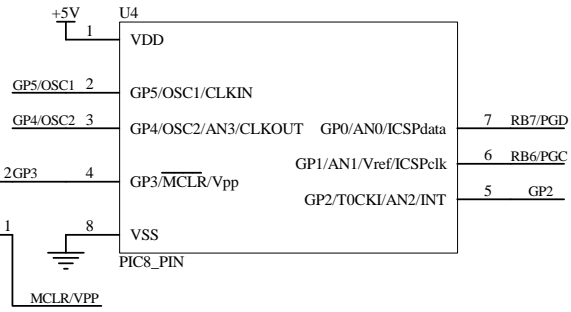 +5V
U4
1
VDD
GP5/OSC1 2
GP5/OSC1/CLKIN
GP4/OSC2 3
GP4/OSC2/AN3/CLKOUT
GP0/AN0/ICSPdata
7 RB7/PGD
GP1/AN1/Vref/ICSPclk
6 RB6/PGC
2 GP3 4
GP3/MCLR/Vpp
GP2/T0CKI/AN2/INT
5 GP2
1
8
VSS
PIC8_PIN
MCLR/VPP